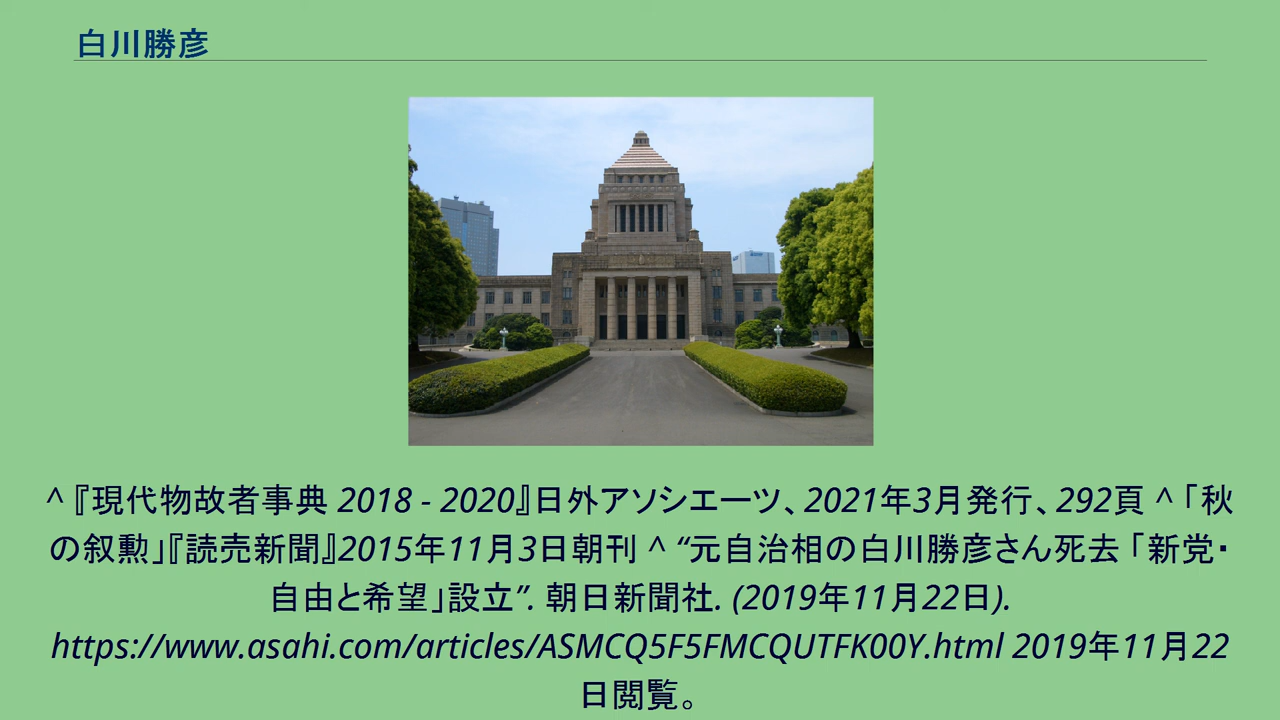 白川勝彦
^『現代物故者事典 2018 - 2020』日外アソシエーツ、2021年3月発行、292頁 ^「秋
の叙勲」『読売新聞』2015年11月3日朝刊 ^ “元自治相の白川勝彦さん死去 「新党・
自由と希望」設立”. 朝日新聞社. (2019年11月22日).
https://www.asahi.com/articles/ASMCQ5F5FMCQUTFK00Y.html 2019年11月22
日閲覧。